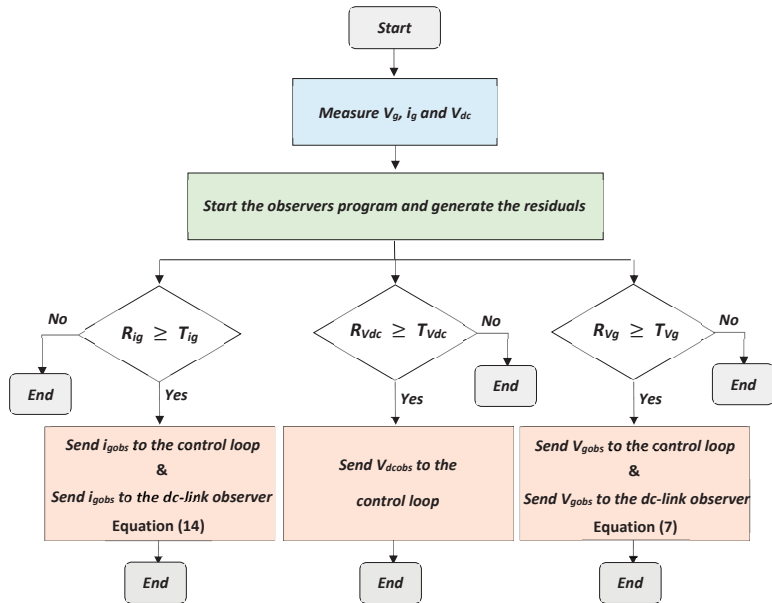 Start
Measure Vg, ig and Vdc
Start the observers program and generate the residuals
No
Rig ≥ Tig
End
Yes
Send igobs to the control loop
&
Send igobs to the dc-link observer
Equation (14)
End
RVdc ≥ TVdc
No
End
Yes
Send Vdcobs to the
control loop
End
RVg ≥ TVg
No
End
Yes
Send Vgobs to the control loop
&
Send Vgobs to the dc-link observer
Equation (7)
End